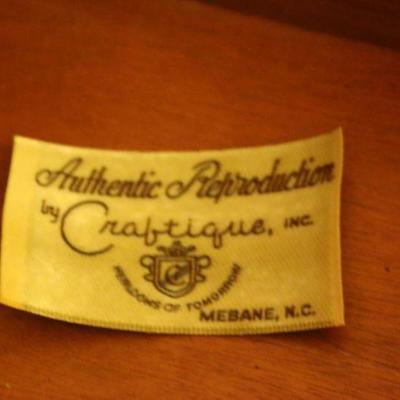 Authentic Reproduction
by Craftique, INC.
C
HEIRLOOMS OF TOMORROW
MEBANE, N.C.